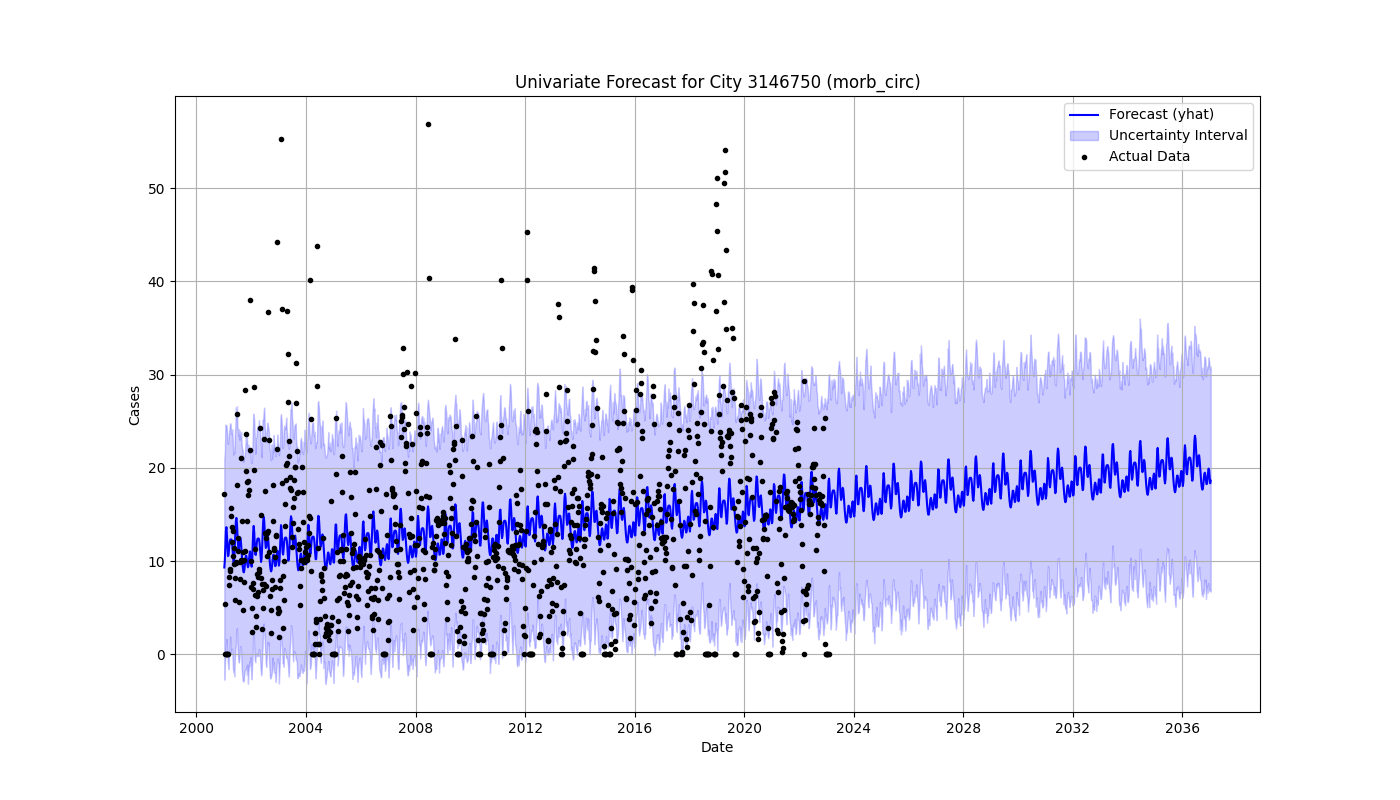 Univariate Forecast for City 3146750 (morb_circ)
Forecast (yhat)
Uncertainty Interval
Actual Data
Cases
50
40
30
20
10
0
2000 2004 2008 2012 2016 2020 2024 2028 2032 2036
Date